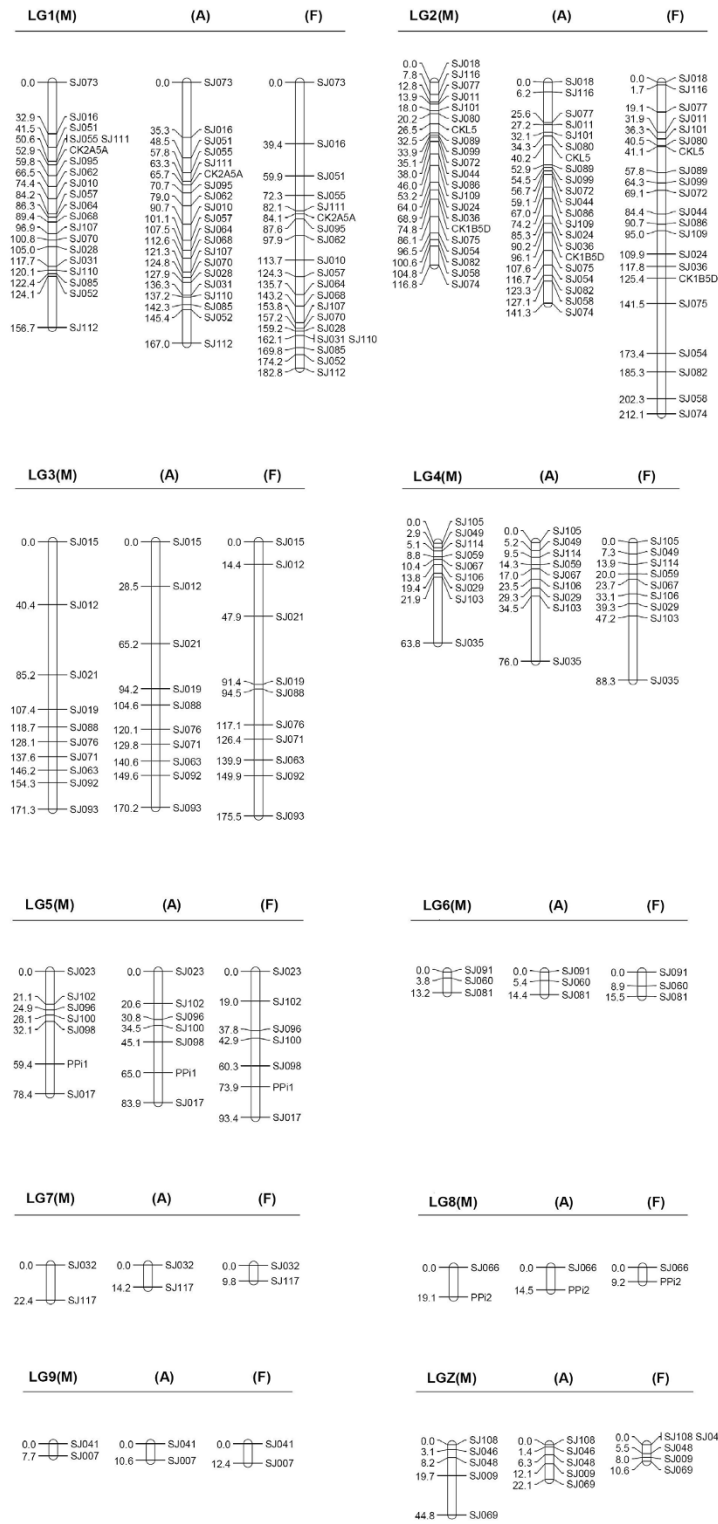 LG1(M) (A) (F)
0.0 SJ073
32.9 SJ016
41.5 SJ051
50.6 SJ055 SJ111
52.9 CK2A5A
59.8 SJ095
66.5 SJ062
74.4 SJ010
84.2 SJ057
86.3 SJ064
89.4 SJ068
96.9 SJ107
100.8 SJ070
105.0 SJ028
117.7 SJ031
120.1 SJ110
122.4 SJ085
124.1 SJ052
156.7 SJ112
0.0 SJ073
35.3 SJ016
48.5 SJ051
57.8 SJ055
63.3 SJ111
65.7 CK2A5A
70.7 SJ095
79.0 SJ062
90.7 SJ010
101.1 SJ057
107.5 SJ064
112.6 SJ068
121.3 SJ107
124.8 SJ070
127.9 SJ028
136.3 SJ031
137.2 SJ110
142.3 SJ085
145.4 SJ052
167.0 SJ112
0.0 SJ073
39.4 SJ016
59.9 SJ051
72.3 SJ055
82.1 SJ111
84.1 CK2A5A
87.6 SJ095
97.9 SJ062
113.7 SJ010
124.3 SJ057
135.7 SJ064
143.2 SJ068
153.8 SJ107
157.2 SJ070
159.2 SJ028
162.1 SJ031 SJ110
169.8 SJ085
174.2 SJ052
182.8 SJ112
LG2(M) (A) (F)
0.0 SJ018
7.8 SJ116
12.8 SJ077
13.9 SJ011
18.0 SJ101
20.2 SJ080
26.5 CKL5
32.5 SJ089
33.9 SJ099
35.1 SJ072
38.0 SJ044
46.0 SJ086
53.2 SJ109
64.0 SJ024
68.9 SJ036
74.8 CK1B5D
86.1 SJ075
96.5 SJ054
100.6 SJ082
104.8 SJ058
116.8 SJ074
0.0 SJ018
6.2 SJ116
25.6 SJ077
27.2 SJ011
32.1 SJ101
34.3 SJ080
40.2 CKL5
52.9 SJ089
54.5 SJ099
56.7 SJ072
59.1 SJ044
67.0 SJ086
74.2 SJ109
85.3 SJ024
90.2 SJ036
96.1 CK1B5D
107.6 SJ075
116.7 SJ054
123.3 SJ082
127.1 SJ058
141.3 SJ074
0.0 SJ018
1.7 SJ116
19.1 SJ077
31.9 SJ011
36.3 SJ101
40.5 SJ080
41.1 CKL5
57.8 SJ089
64.3 SJ099
69.1 SJ072
84.4 SJ044
90.7 SJ086
95.0 SJ109
109.9 SJ024
117.8 SJ036
125.4 CK1B5D
141.5 SJ075
173.4 SJ054
185.3 SJ082
202.3 SJ058
212.1 SJ074
LG3(M) (A) (F)
0.0 SJ015
40.4 SJ012
85.2 SJ021
107.4 SJ019
118.7 SJ088
128.1 SJ076
137.6 SJ071
146.2 SJ063
154.3 SJ092
171.3 SJ093
0.0 SJ015
28.5 SJ012
65.2 SJ021
94.2 SJ019
104.6 SJ088
120.1 SJ076
129.8 SJ071
140.6 SJ063
149.6 SJ092
170.2 SJ093
0.0 SJ015
14.4 SJ012
47.9 SJ021
91.4 SJ019
94.5 SJ088
117.1 SJ076
126.4 SJ071
139.9 SJ063
149.9 SJ092
175.5 SJ093
LG4(M) (A) (F)
0.0 SJ105
2.9 SJ049
5.1 SJ114
8.8 SJ059
10.4 SJ067
13.8 SJ106
19.4 SJ029
21.9 SJ103
63.8 SJ035
0.0 SJ105
5.2 SJ049
9.5 SJ114
14.3 SJ059
17.0 SJ067
23.5 SJ106
29.3 SJ029
34.5 SJ103
76.0 SJ035
0.0 SJ105
7.3 SJ049
13.9 SJ114
20.0 SJ059
23.7 SJ067
33.1 SJ106
39.3 SJ029
47.2 SJ103
88.3 SJ035
LG5(M) (A) (F)
0.0 SJ023
21.1 SJ102
24.9 SJ096
28.1 SJ100
32.1 SJ098
59.4 PPi1
78.4 SJ017
0.0 SJ023
20.6 SJ102
30.8 SJ096
34.5 SJ100
45.1 SJ098
65.0 PPi1
83.9 SJ017
0.0 SJ023
19.0 SJ102
37.8 SJ096
42.9 SJ100
60.3 SJ098
73.9 PPi1
93.4 SJ017
LG6(M) (A) (F)
0.0 SJ091
3.8 SJ060
13.2 SJ081
0.0 SJ091
5.4 SJ060
14.4 SJ081
0.0 SJ091
8.9 SJ060
15.5 SJ081
LG7(M) (A) (F)
0.0 SJ032
22.4 SJ117
0.0 SJ032
14.2 SJ117
0.0 SJ032
9.8 SJ117
LG8(M) (A) (F)
0.0 SJ066
19.1 PPi2
0.0 SJ066
14.5 PPi2
0.0 SJ066
9.2 PPi2
LG9(M) (A) (F)
0.0 SJ041
7.7 SJ007
0.0 SJ041
10.6 SJ007
0.0 SJ041
12.4 SJ007
LGZ(M) (A) (F)
0.0 SJ108
3.1 SJ046
8.2 SJ048
19.7 SJ009
44.8 SJ069
0.0 SJ108
1.4 SJ046
6.3 SJ048
12.1 SJ009
22.1 SJ069
0.0 SJ108 SJ04
5.5 SJ048
8.0 SJ009
10.6 SJ069